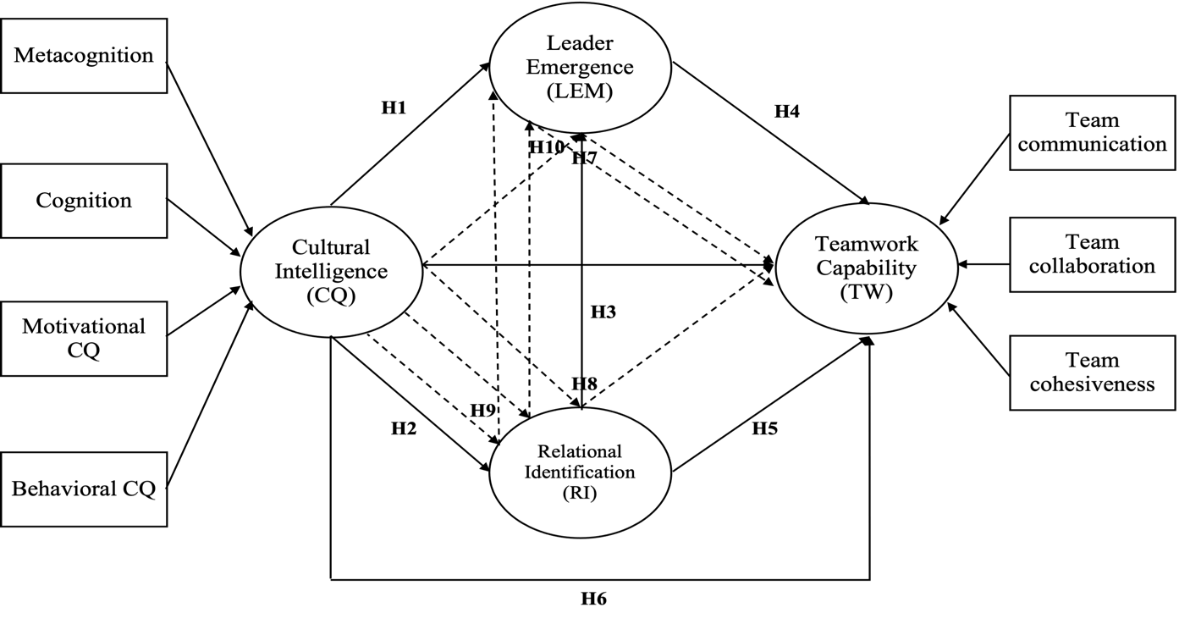 Metacognition
Cognition
Motivational
CQ
Behavioral CQ
Cultural
Intelligence
(CQ)
H1
H2
Leader
Emergence
(LEM)
H10
H7
H3
H8
H9
Relational
Identification
(RI)
H4
H5
H6
Teamwork
Capability
(TW)
Team
communication
Team
collaboration
Team
cohesiveness